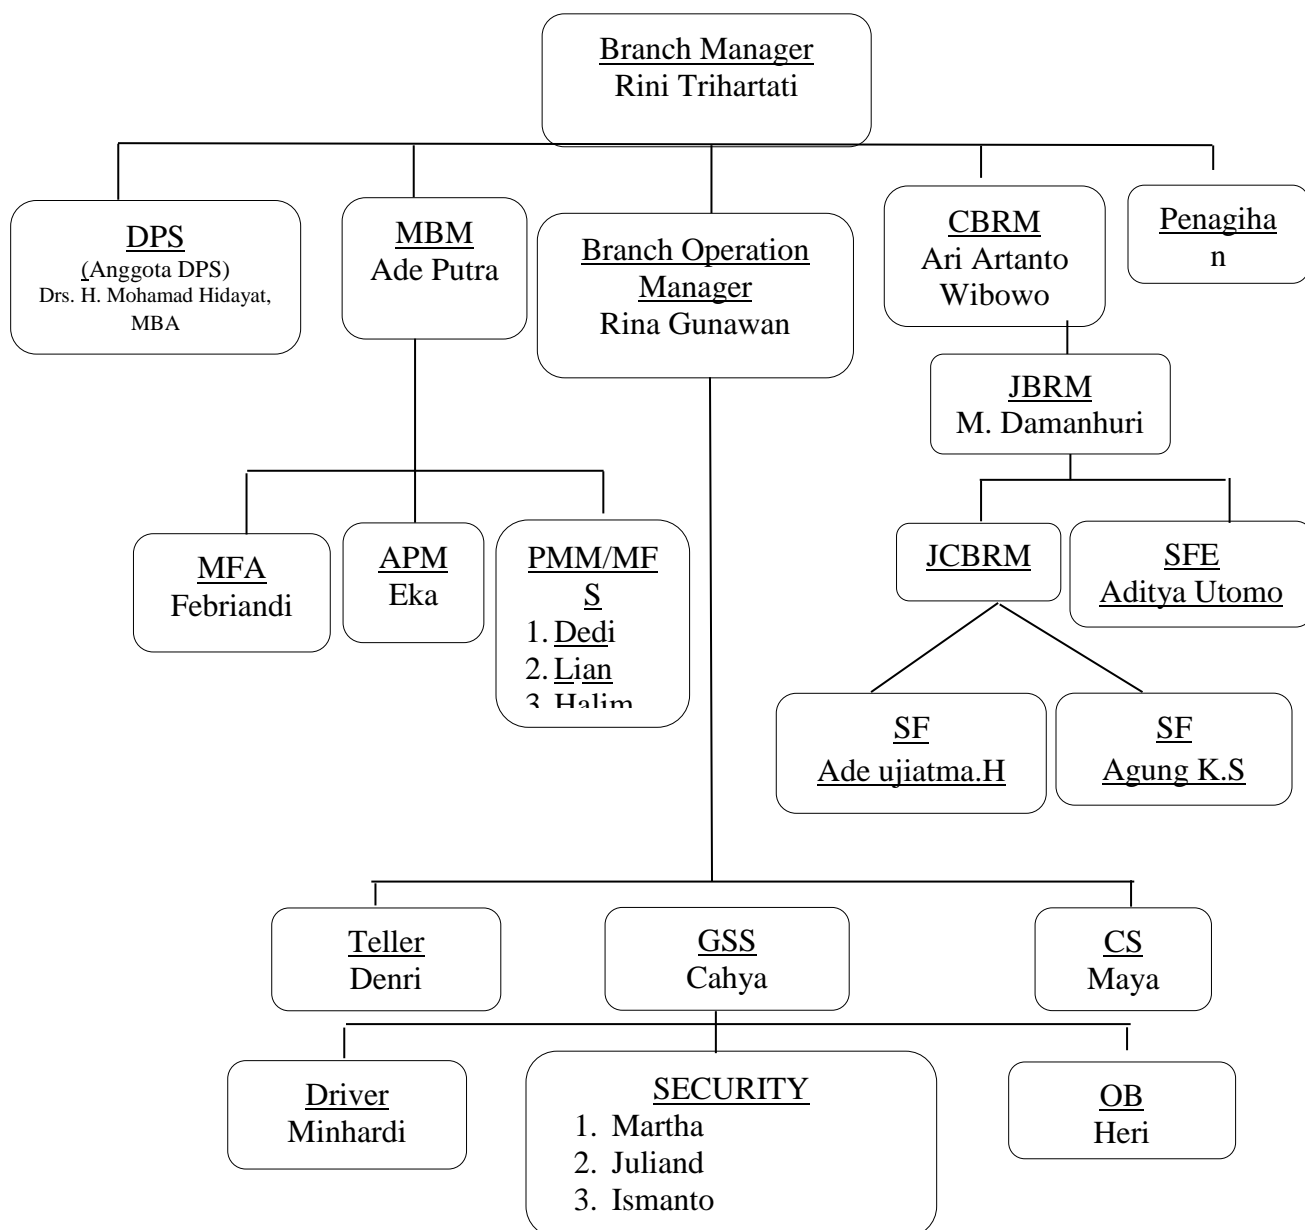 Branch Manager
Rini Trihartati
DPS
(Anggota DPS)
Drs. H. Mohamad Hidayat,
MBA
MBM
Ade Putra
Branch Operation
Manager
Rina Gunawan
CBRM
Ari Artanto
Wibowo
Penagiha
n
JBRM
M. Damanhuri
MFA
Febriandi
APM
Eka
PMM/MF
S
1. Dedi
2. Lian
3. Halim
JCBRM
SFE
Aditya Utomo
SF
Ade ujiatma.H
SF
Agung K.S
Teller
Denri
GSS
Cahya
CS
Maya
Driver
Minhardi
SECURITY
1. Martha
2. Juliand
3. Ismanto
OB
Heri